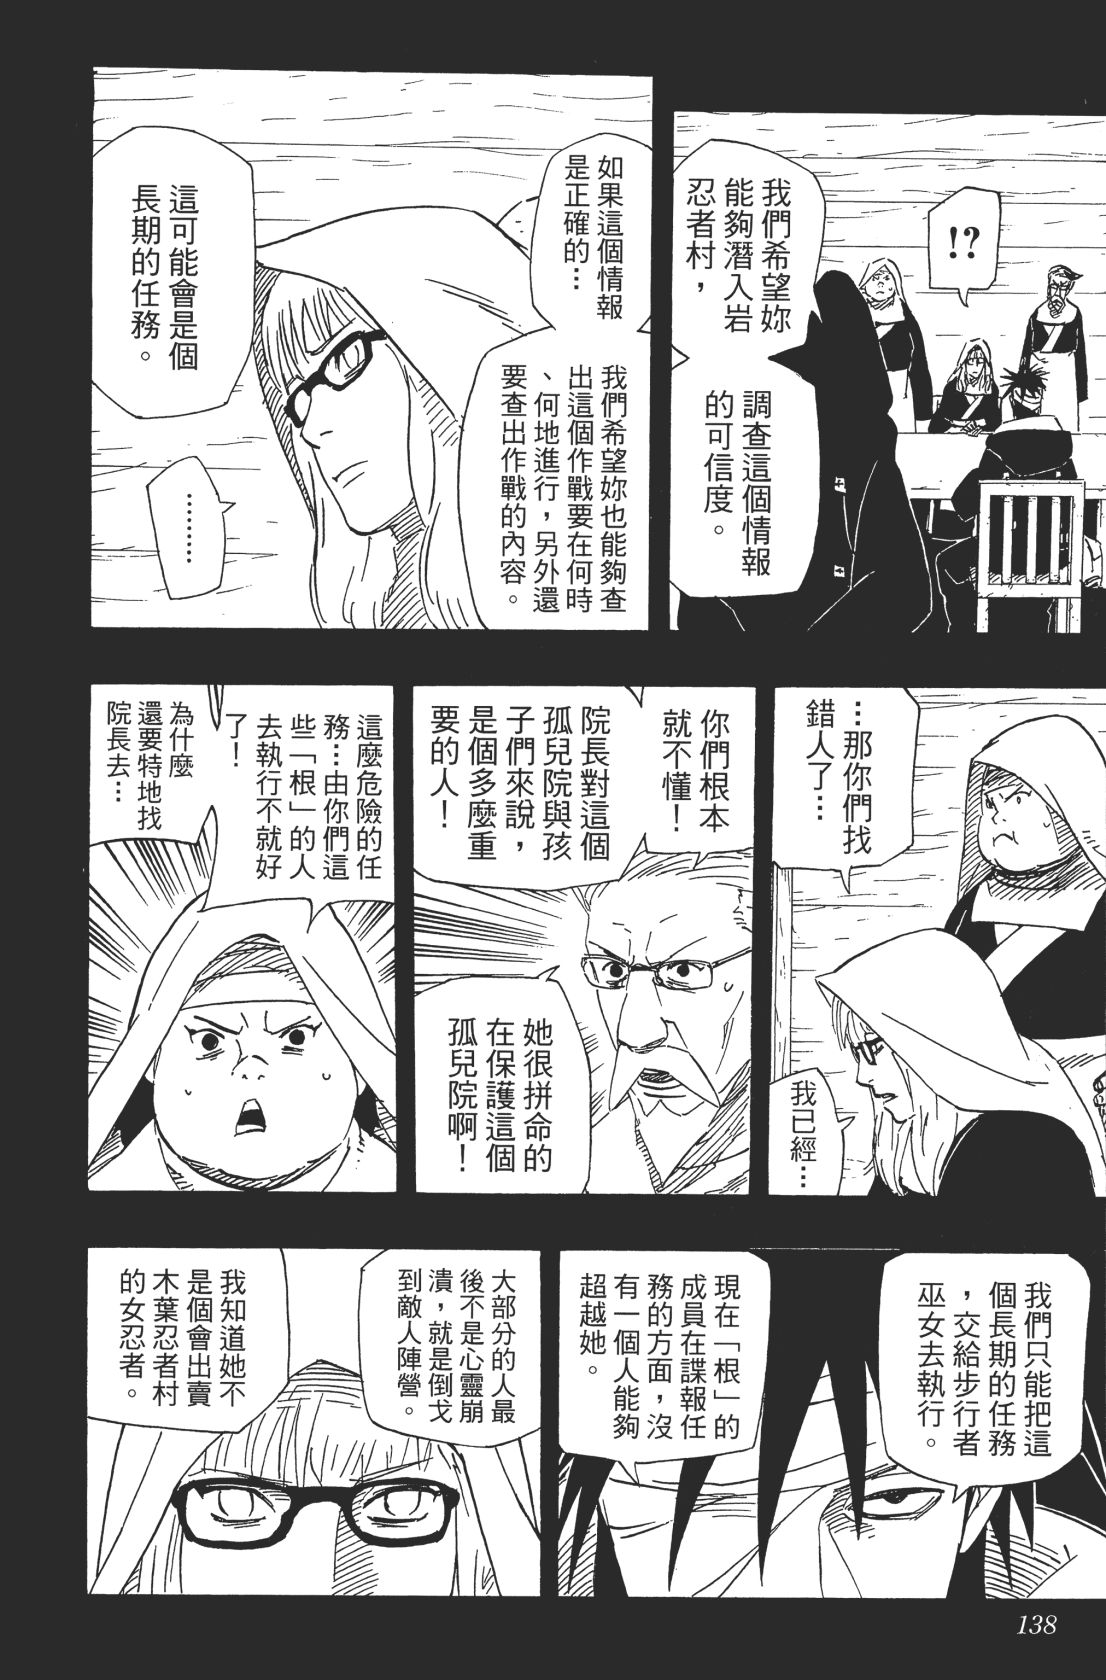 !?
我們希望妳
能夠潛入岩
忍者村，
調查這個情報
的可信度。
如果這個情報
是正確的…
我們希望妳也能夠查
出這個作戰要在何時
、何地進行，另外還
要查出作戰的內容。
這可能會是個
長期的任務。
………
…那你們找
錯人了…
我已經…
你們根本
就不懂！
院長對這個
孤兒院與孩
子們來說，
是個多麼重
要的人！
她很拼命的
在保護這個
孤兒院啊！
這麼危險的任
務…由你們這
些「根」的人
去執行不就好
了！
為什麼
還要特地找
院長去…
我們只能把這
個長期的任務
，交給步行者
巫女去執行。
現在「根」的
成員在諜報任
務的方面，沒
有一個人能夠
超越她。
大部分的人最
後不是心靈崩
潰，就是倒戈
到敵人陣營。
我知道她不
是個會出賣
木葉忍者村
的女忍者。
138